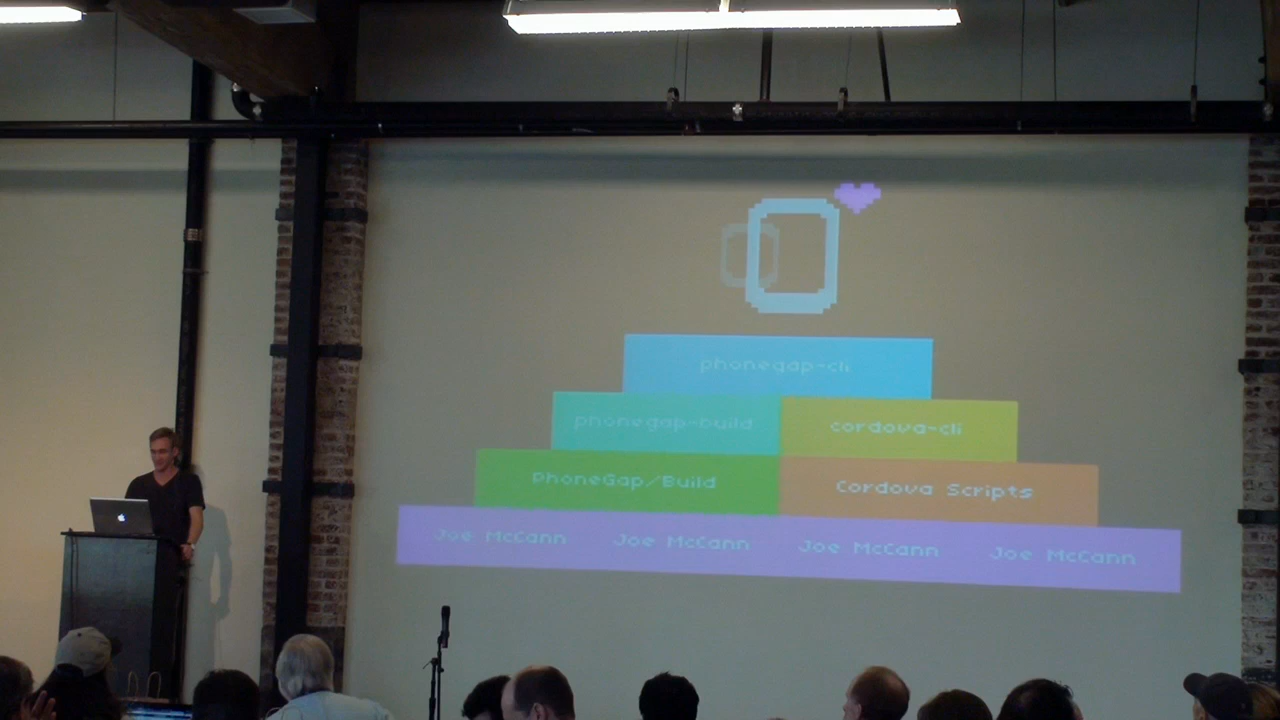 phonegap-cli
phonegap-build cordova-cli
PhoneGap/Build Cordova Scripts
Joe McCann Joe McCann Joe McCann Joe McCann